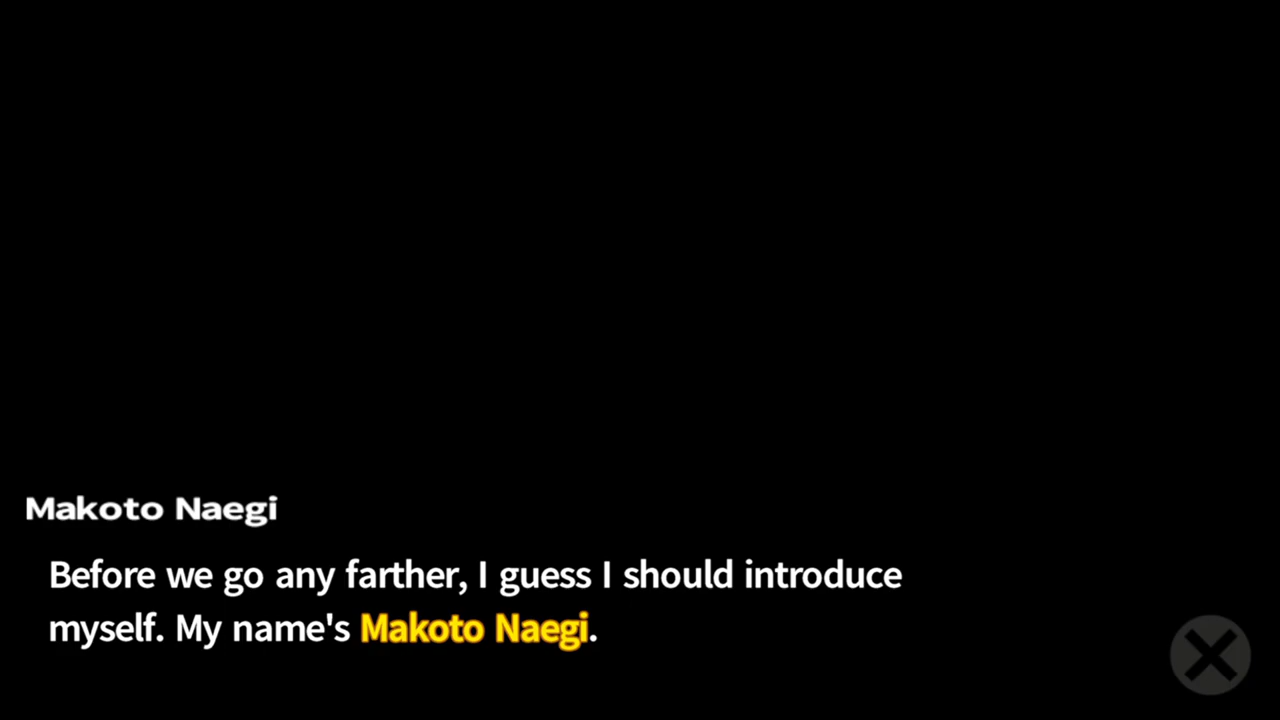 Makoto Naegi
Before we go any farther, I guess I should introduce
myself. My name's Makoto Naegi.